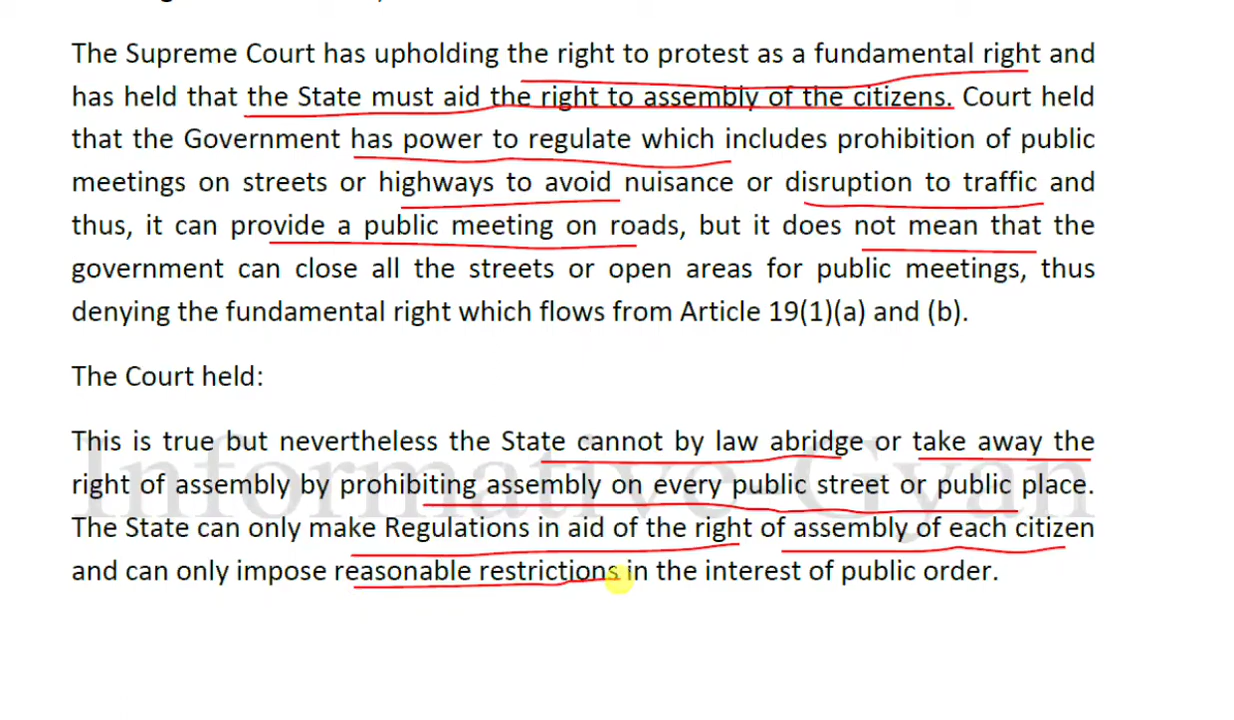 The Supreme Court has upholding the right to protest as a fundamental right and
has held that the State must aid the right to assembly of the citizens. Court held
that the Government has power to regulate which includes prohibition of public
meetings on streets or highways to avoid nuisance or disruption to traffic and
thus, it can provide a public meeting on roads, but it does not mean that the
government can close all the streets or open areas for public meetings, thus
denying the fundamental right which flows from Article 19(1)(a) and (b).
The Court held:
This is true but nevertheless the State cannot by law abridge or take away the
Informative-Gyan
right of assembly by prohibiting assembly on every public street or public place.
The State can only make Regulations in aid of the right of assembly of each citizen
and can only impose reasonable restrictions in the interest of public order.